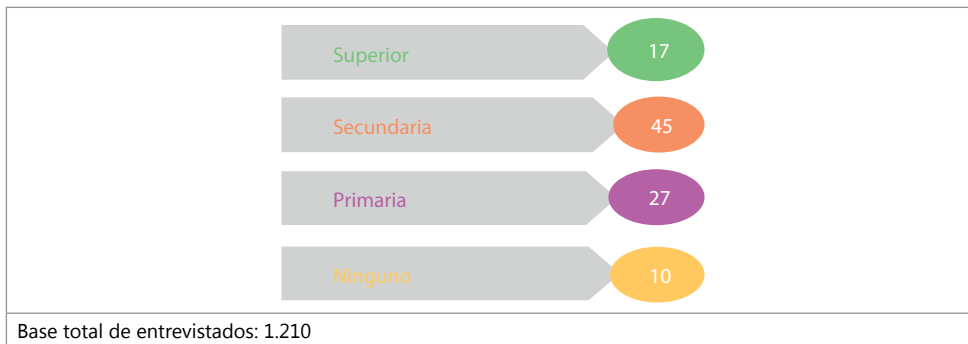 Superior 17
Secundaria 45
Primaria 27
Ninguno 10
Base total de entrevistados: 1.210